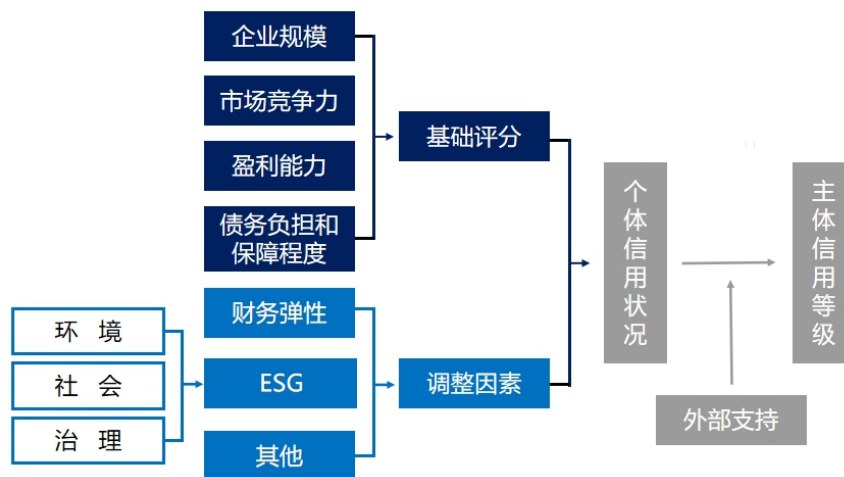 企业规模
市场竞争力
盈利能力
债务负担和
保障程度
基础评分
环 境
社 会
治 理
财务弹性
ESG
其他
调整因素
个体信用状况
外部支持
主体信用等级